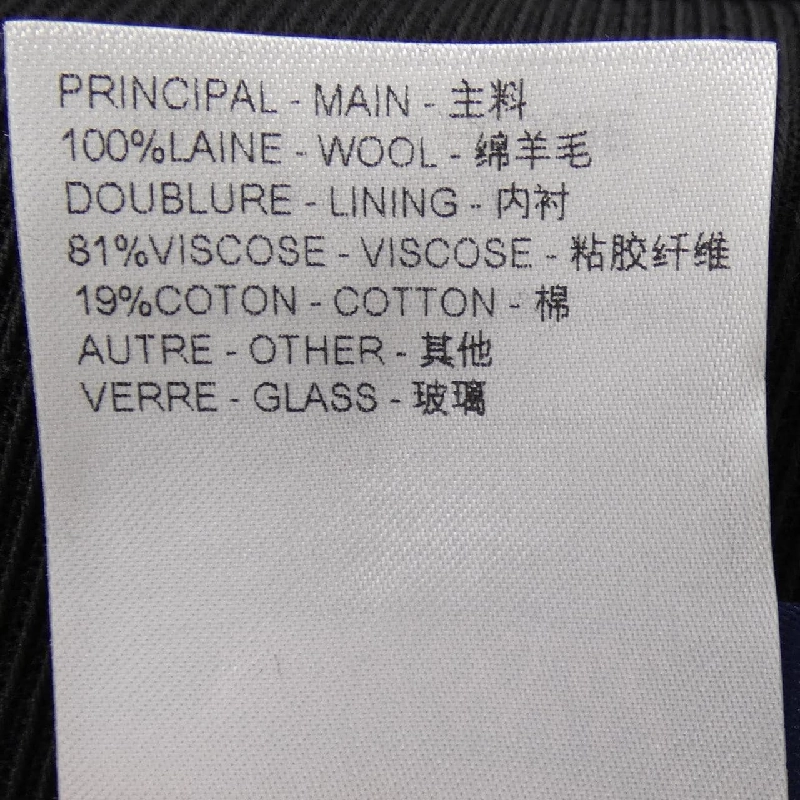 PRINCIPAL - MAIN - 主料
100%LAINE - WOOL - 绵羊毛
DOUBLURE - LINING - 内衬
81%VISCOSE - VISCOSE - 粘胶纤维
19%COTON - COTTON - 棉
AUTRE - OTHER - 其他
VERRE - GLASS - 玻璃